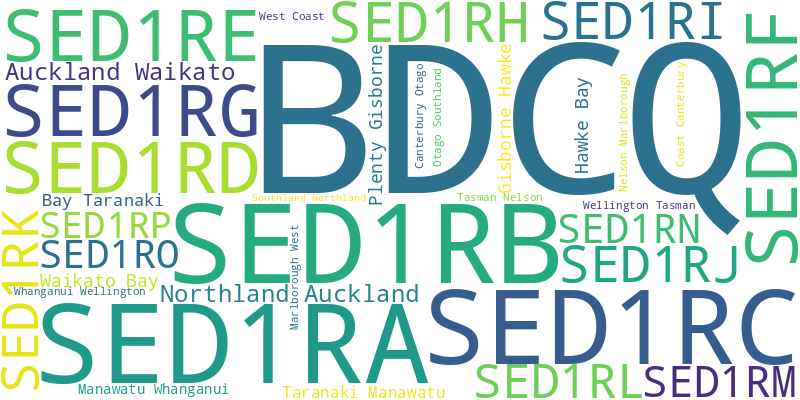 SED1RE
West Coast
SED1RH
SED1RI
SED1RF
Auckland Waikato
BDCQ
SED1RG
Plenty Gisborne
Canterbury Otago
Otago Southland
Gisborne Hawke
Hawke Bay
Nelson Marlborough
Coast Canterbury
SED1RD
Bay Taranaki
Southland Northland
Tasman Nelson
Wellington Tasman
SED1RK
SED1RP
SED1RB
SED1RN
SED1RO
SED1RJ
Waikato Bay
Whanganui Wellington
Northland Auckland
Marlborough West
SED1RA
SED1RC
Manawatu Whanganui
Taranaki Manawatu
SED1RL
SED1RM